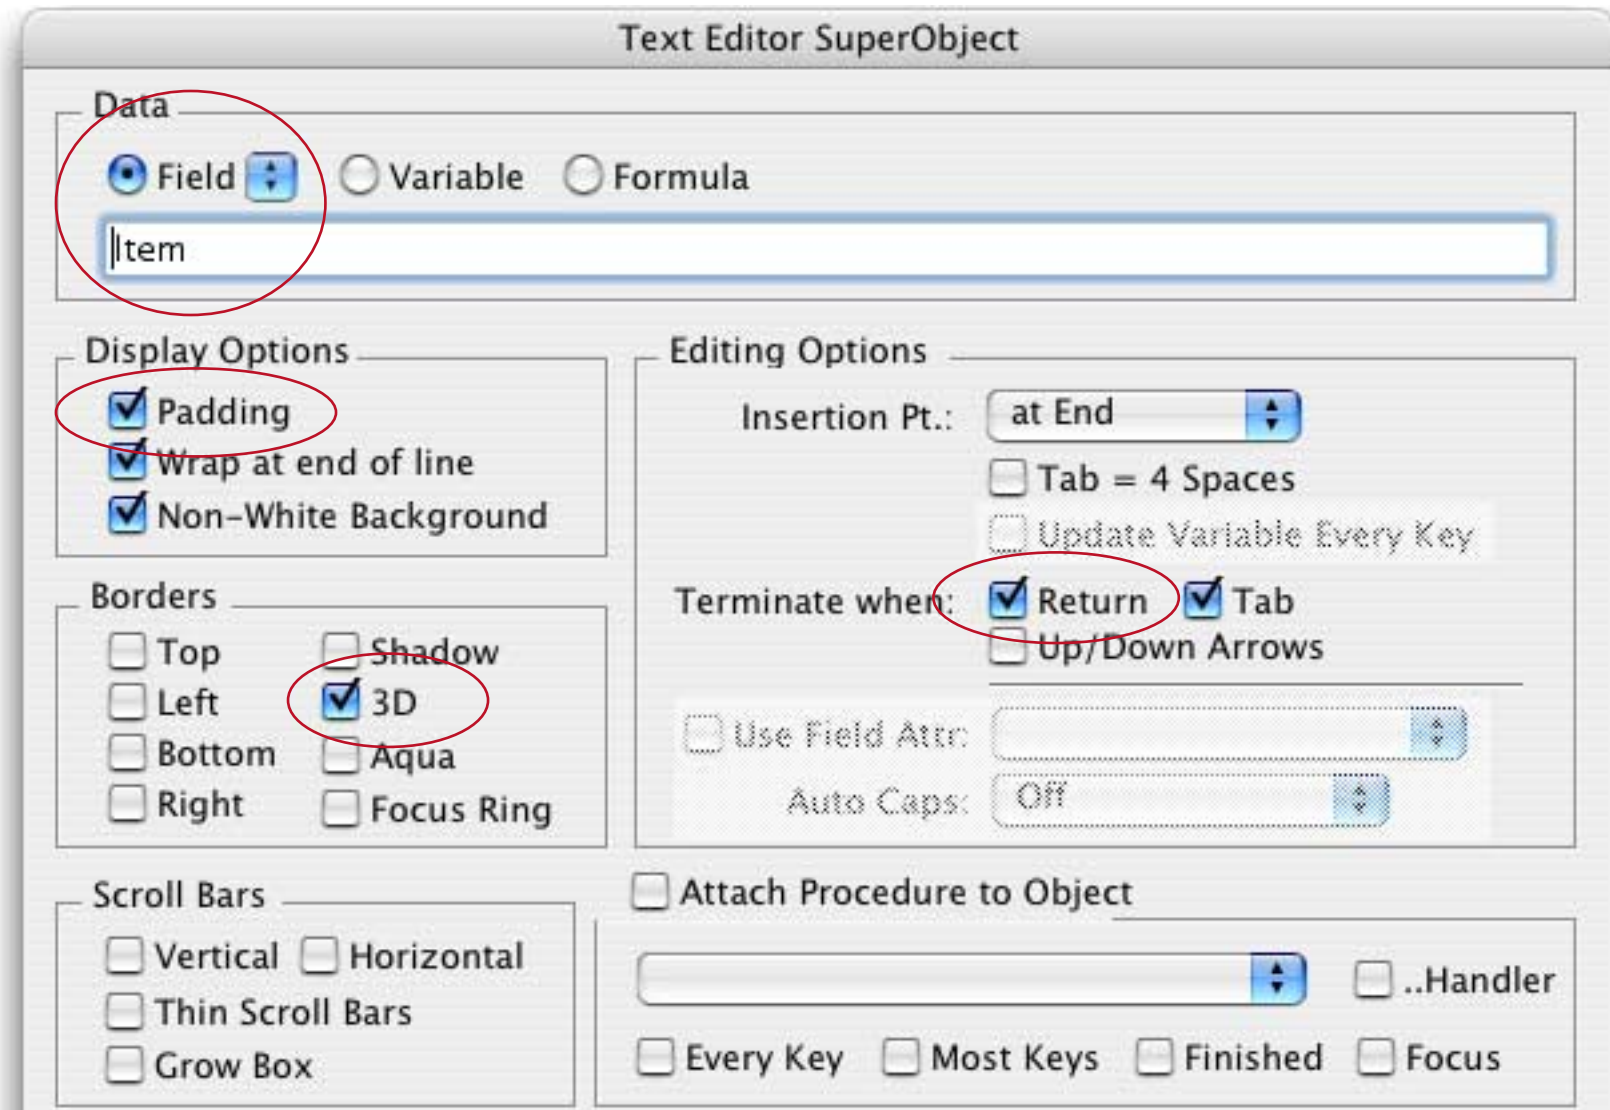 Text Editor SuperObject
Data
Field Variable Formula
Item
Display Options
Padding
Wrap at end of line
Non-White Background
Editing Options
Insertion Pt.: at End
Tab = 4 Spaces
Update Variable Every Key
Terminate when: Return Tab
Up/Down Arrows
Use Field Attr:
Auto Caps: Off
Borders
Top Shadow
Left 3D
Bottom Aqua
Right Focus Ring
Scroll Bars
Vertical Horizontal
Thin Scroll Bars
Grow Box
Attach Procedure to Object
..Handler
Every Key Most Keys Finished Focus